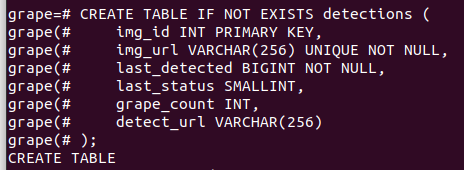 grape=# CREATE TABLE IF NOT EXISTS detections (
grape(#     img_id INT PRIMARY KEY,
grape(#     img_url VARCHAR(256) UNIQUE NOT NULL,
grape(#     last_detected BIGINT NOT NULL,
grape(#     last_status SMALLINT,
grape(#     grape_count INT,
grape(#     detect_url VARCHAR(256)
grape(# );
CREATE TABLE